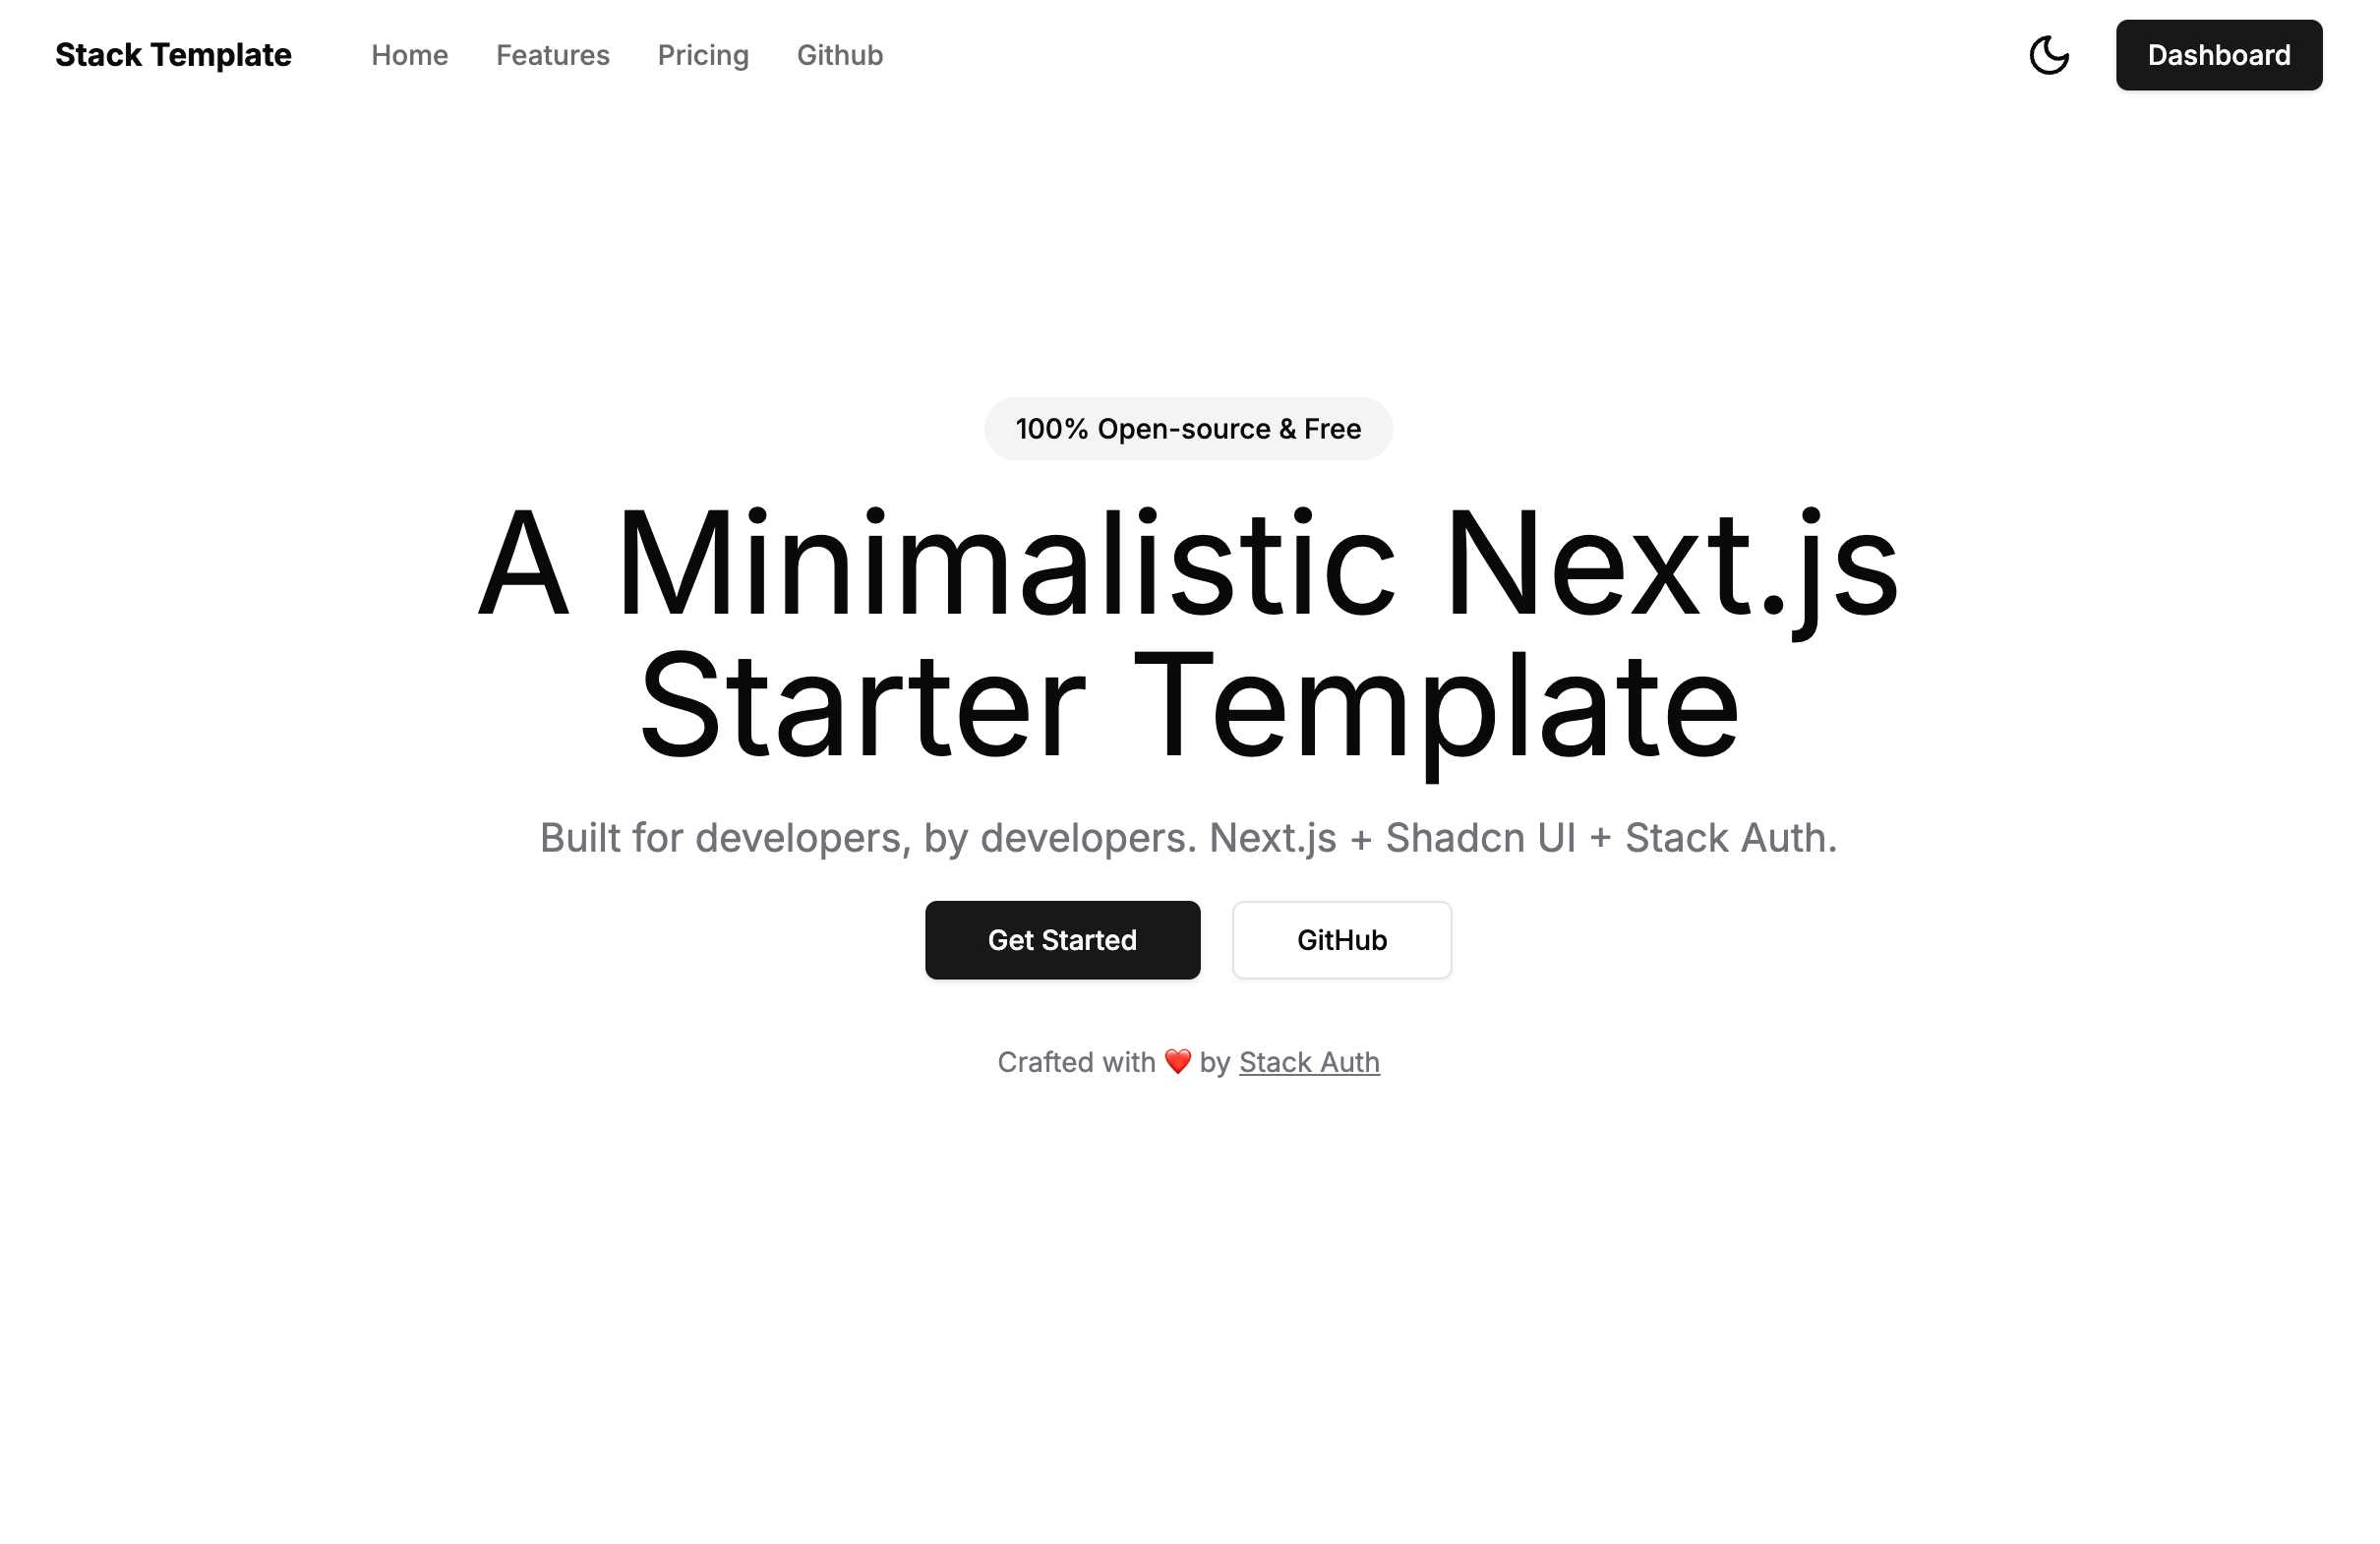 Stack Template
Home
Features
Pricing
Github
Dashboard
100% Open-source & Free
A Minimalistic Next.js
Starter Template
Built for developers, by developers. Next.js + Shadcn UI + Stack Auth.
Get Started
GitHub
Crafted with ❤️ by Stack Auth